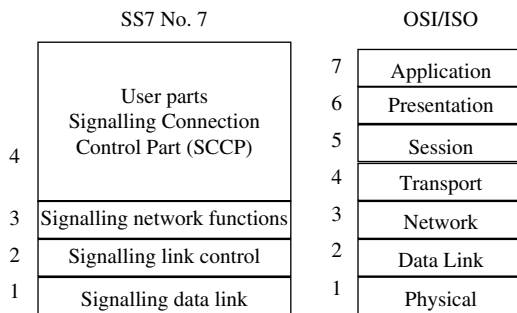 SS7 No. 7
4
User parts
Signalling Connection
Control Part (SCCP)
3
Signalling network functions
2
Signalling link control
1
Signalling data link
OSI/ISO
7
Application
6
Presentation
5
Session
4
Transport
3
Network
2
Data Link
1
Physical